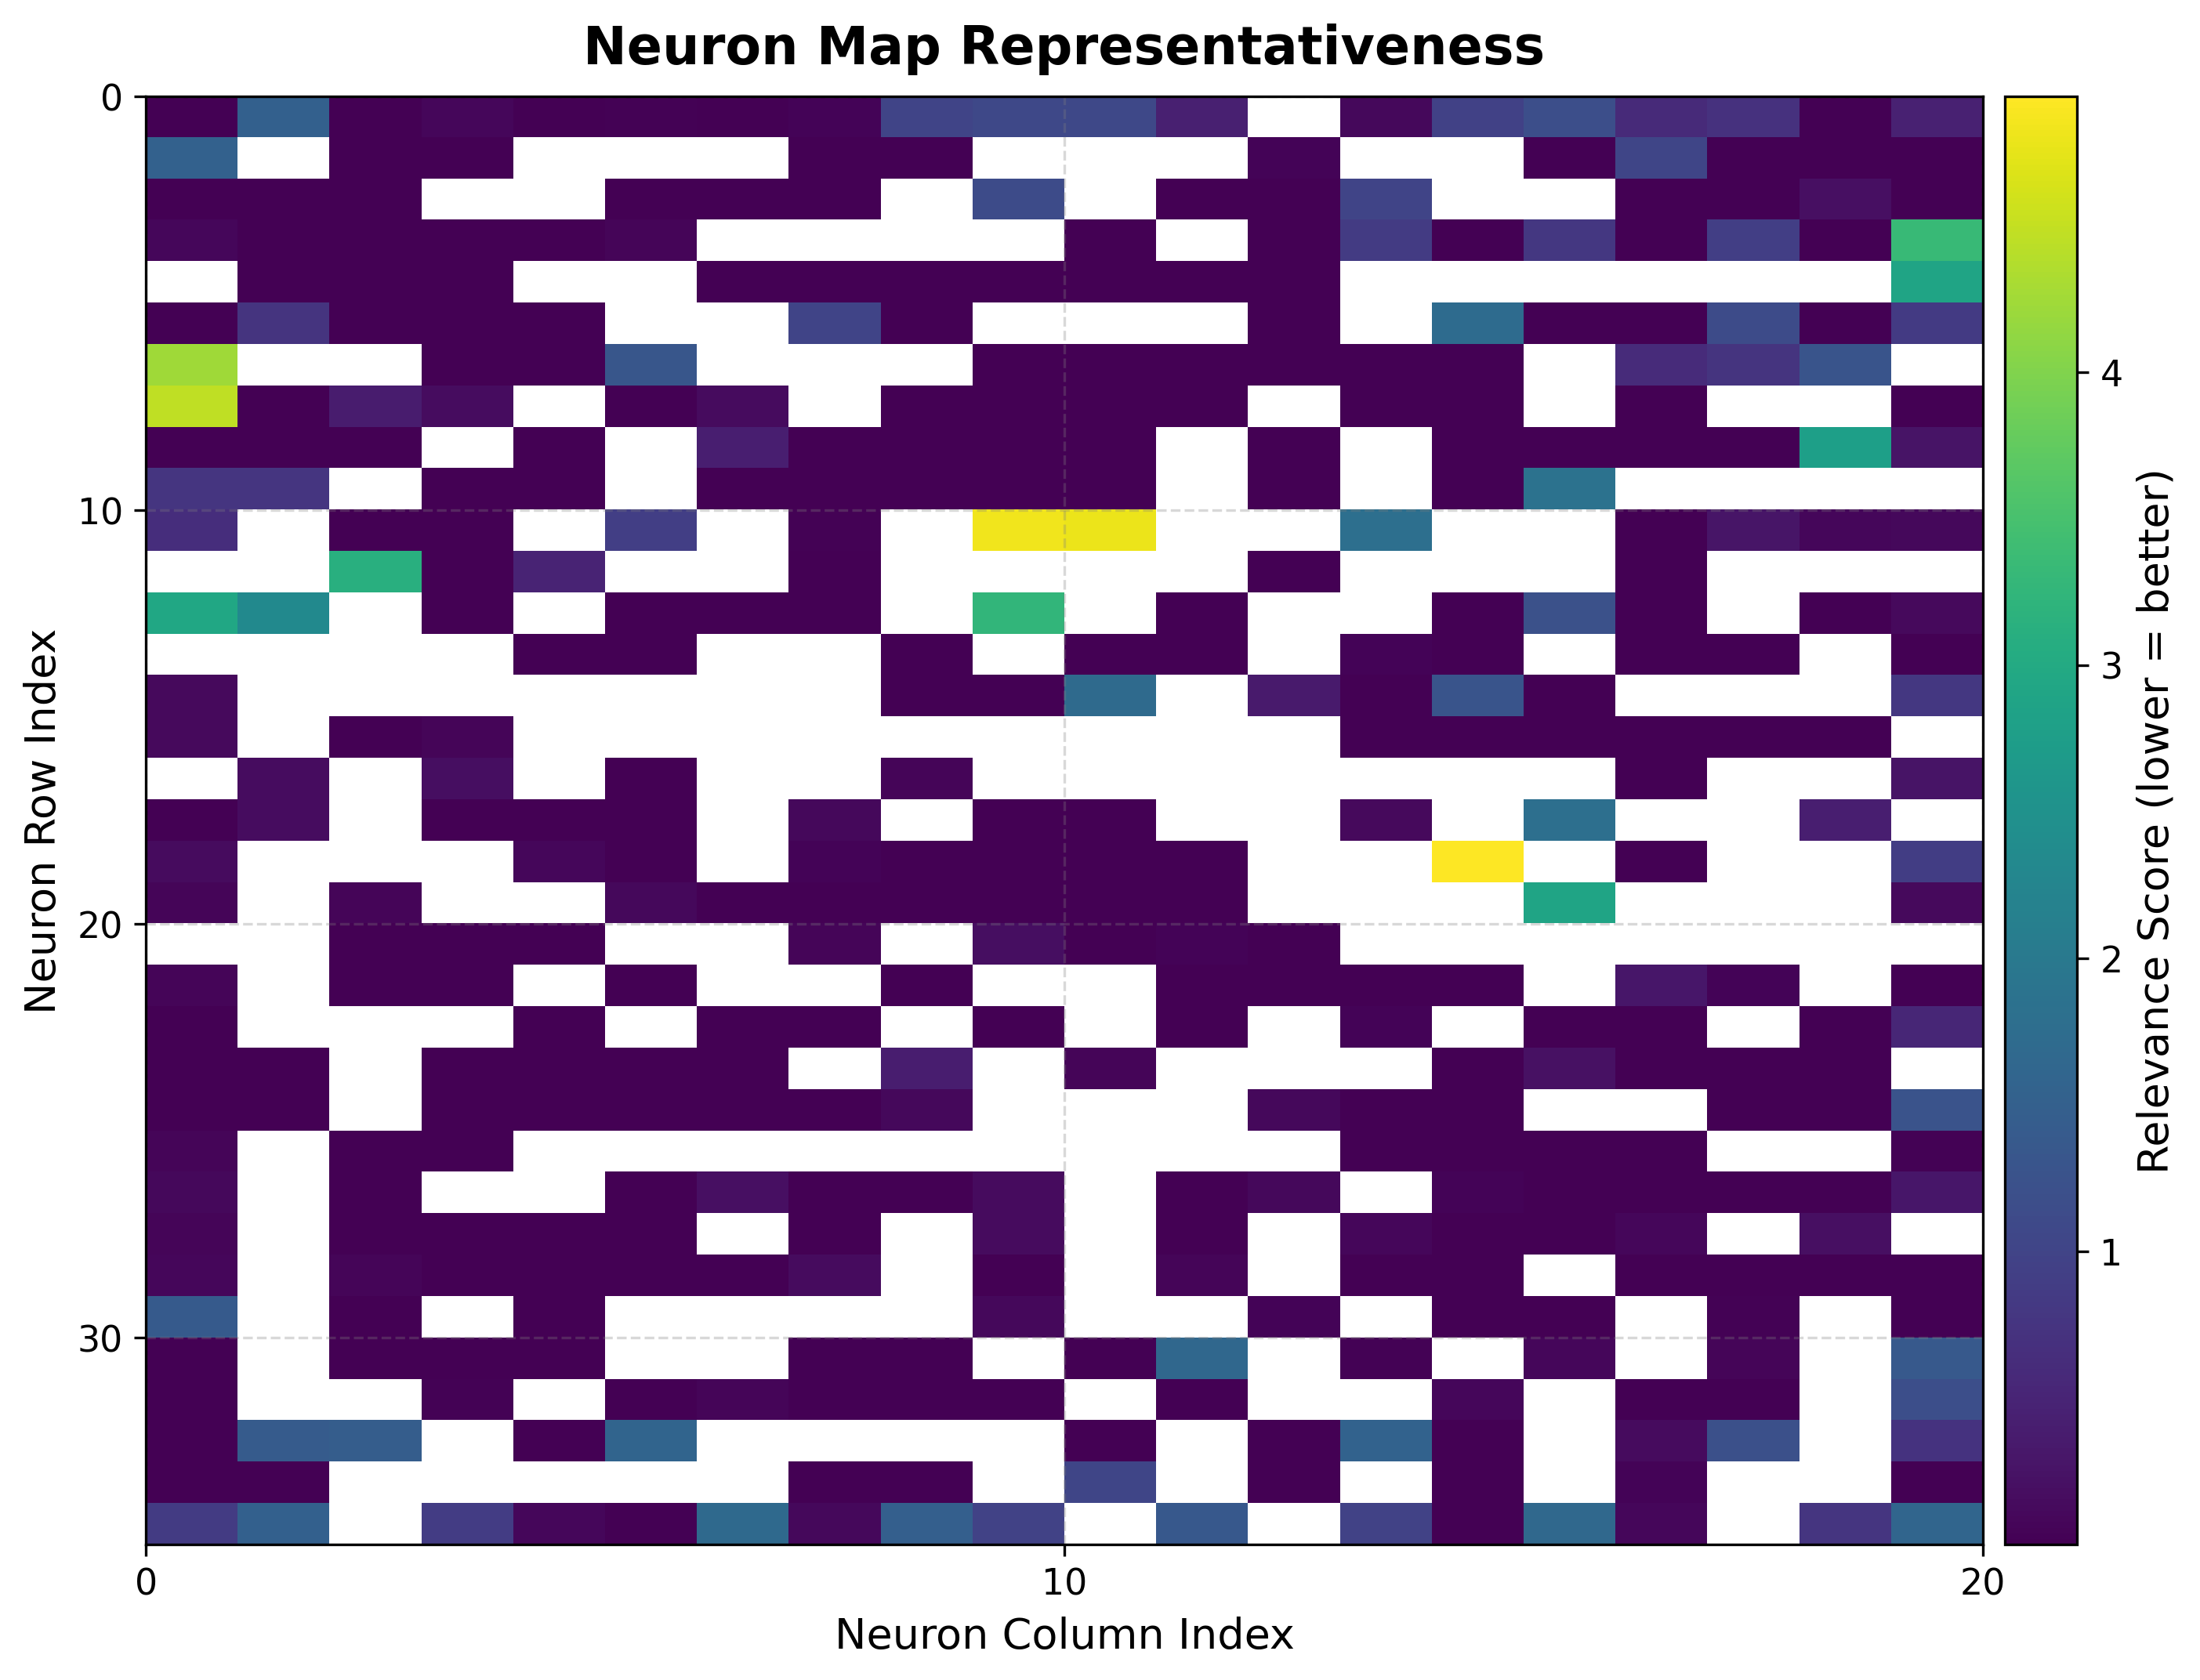 Neuron Map Representativeness
0
10
20
30
Neuron Row Index
0
10
20
Neuron Column Index
4
3
2
1
Relevance Score (lower = better)